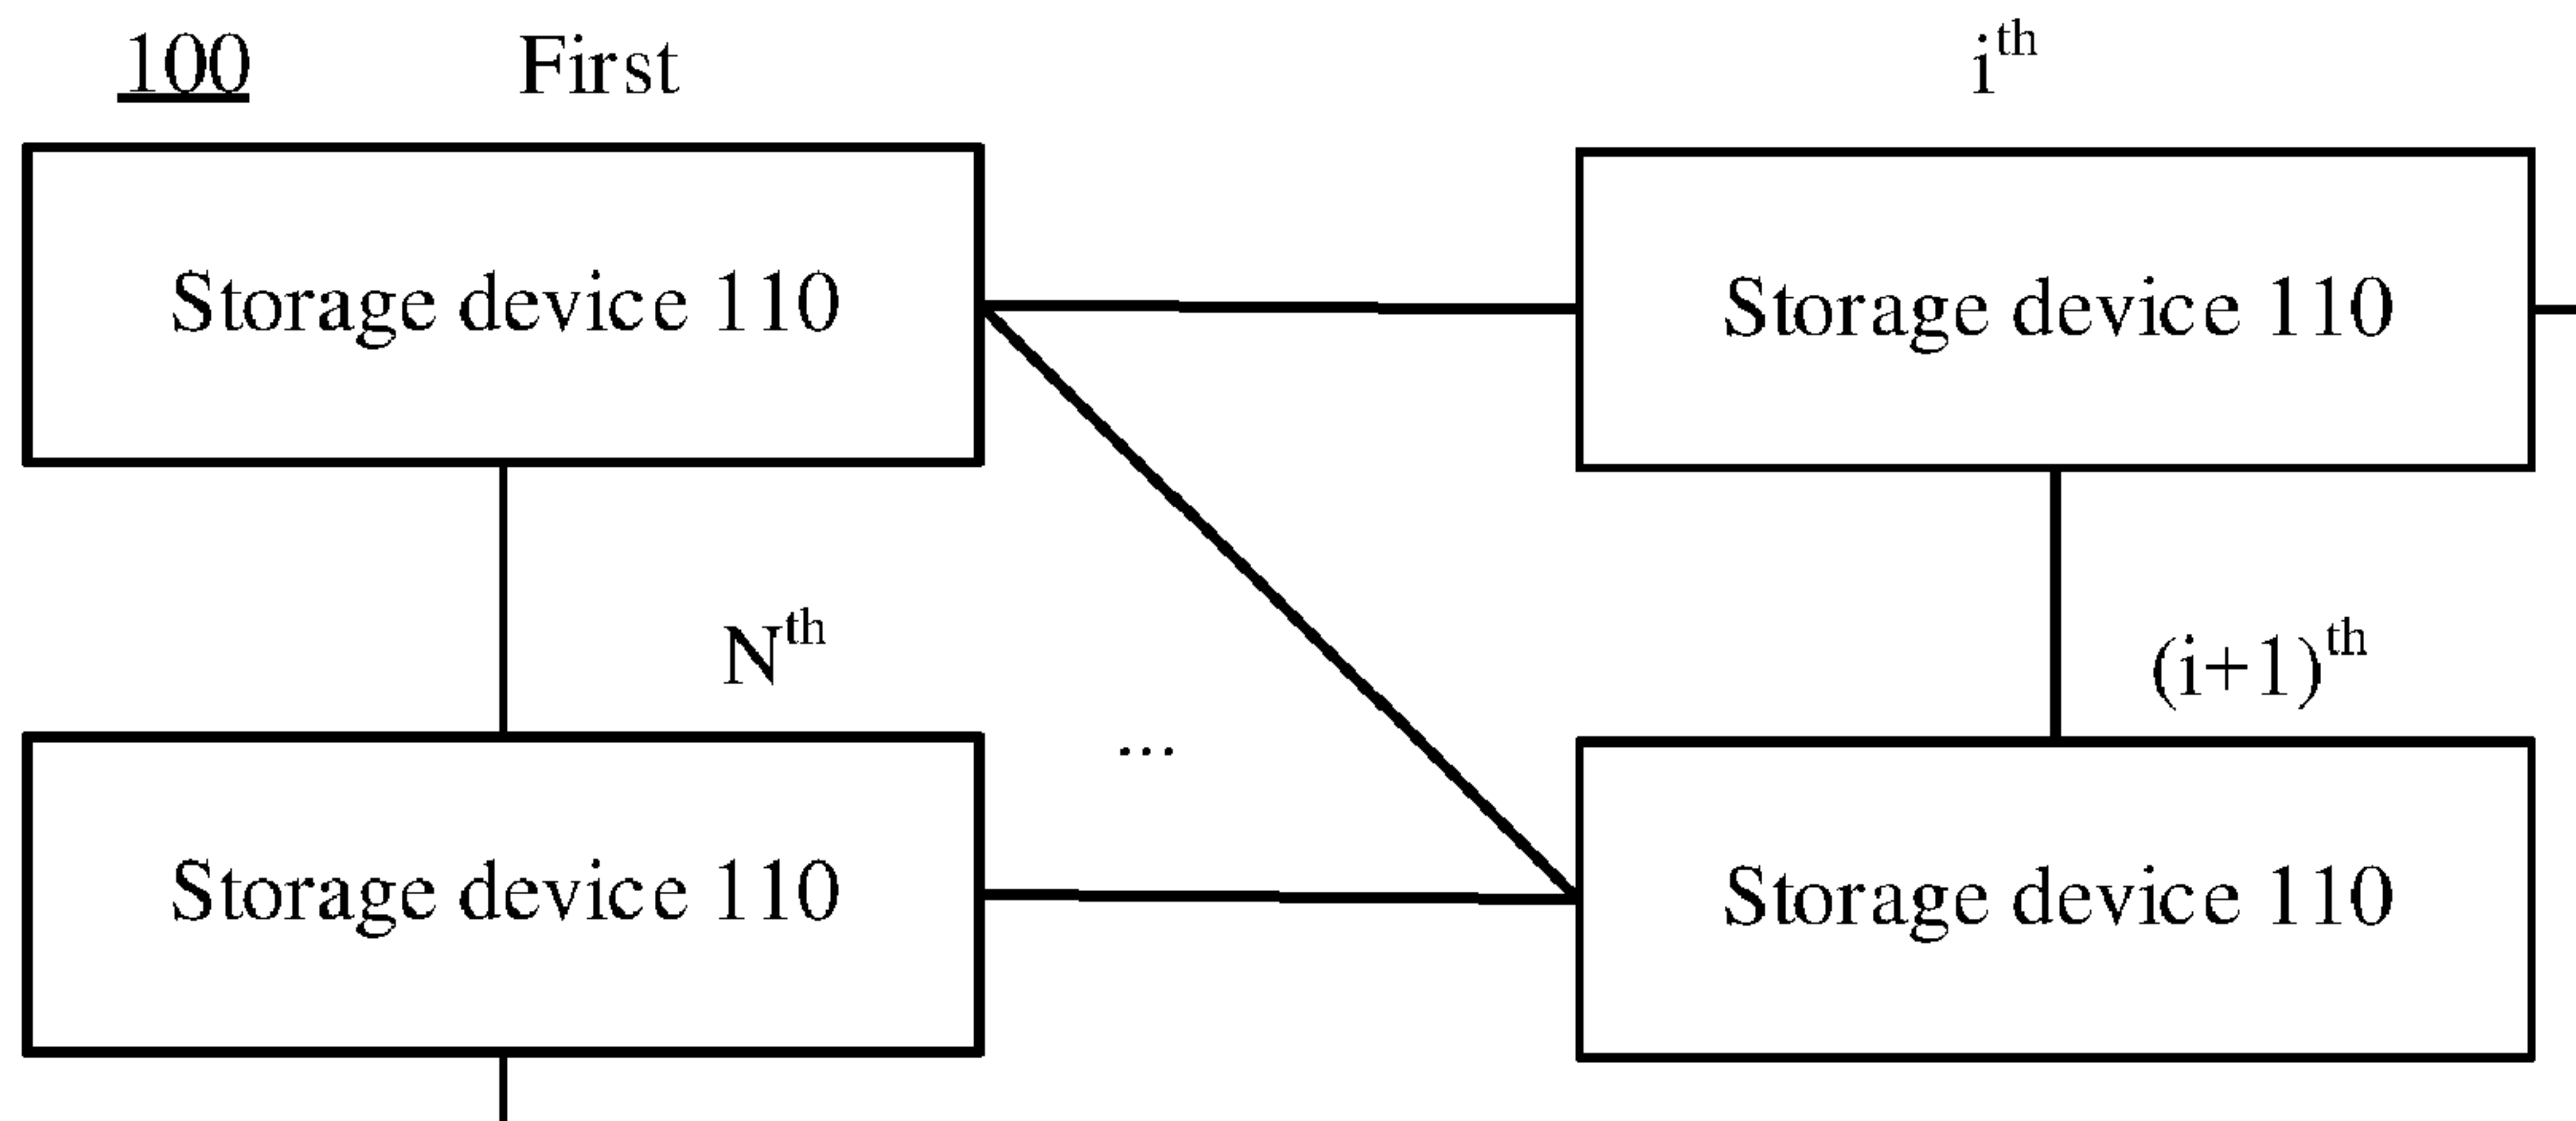 100 First i^th
Storage device 110 Storage device 110
N^th (i+1)^th
...
Storage device 110 Storage device 110